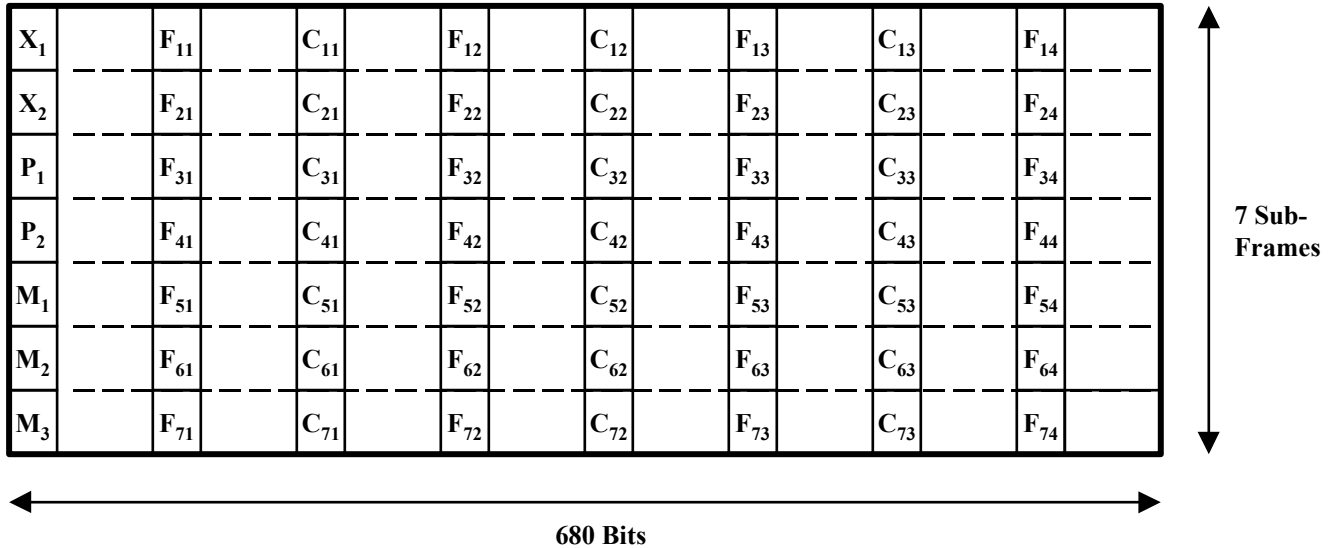 X₁ F₁₁ C₁₁ F₁₂ C₁₂ F₁₃ C₁₃ F₁₄
X₂ F₂₁ C₂₁ F₂₂ C₂₂ F₂₃ C₂₃ F₂₄
P₁ F₃₁ C₃₁ F₃₂ C₃₂ F₃₃ C₃₃ F₃₄
P₂ F₄₁ C₄₁ F₄₂ C₄₂ F₄₃ C₄₃ F₄₄
M₁ F₅₁ C₅₁ F₅₂ C₅₂ F₅₃ C₅₃ F₅₄
M₂ F₆₁ C₆₁ F₆₂ C₆₂ F₆₃ C₆₃ F₆₄
M₃ F₇₁ C₇₁ F₇₂ C₇₂ F₇₃ C₇₃ F₇₄
7 Sub-
Frames
680 Bits